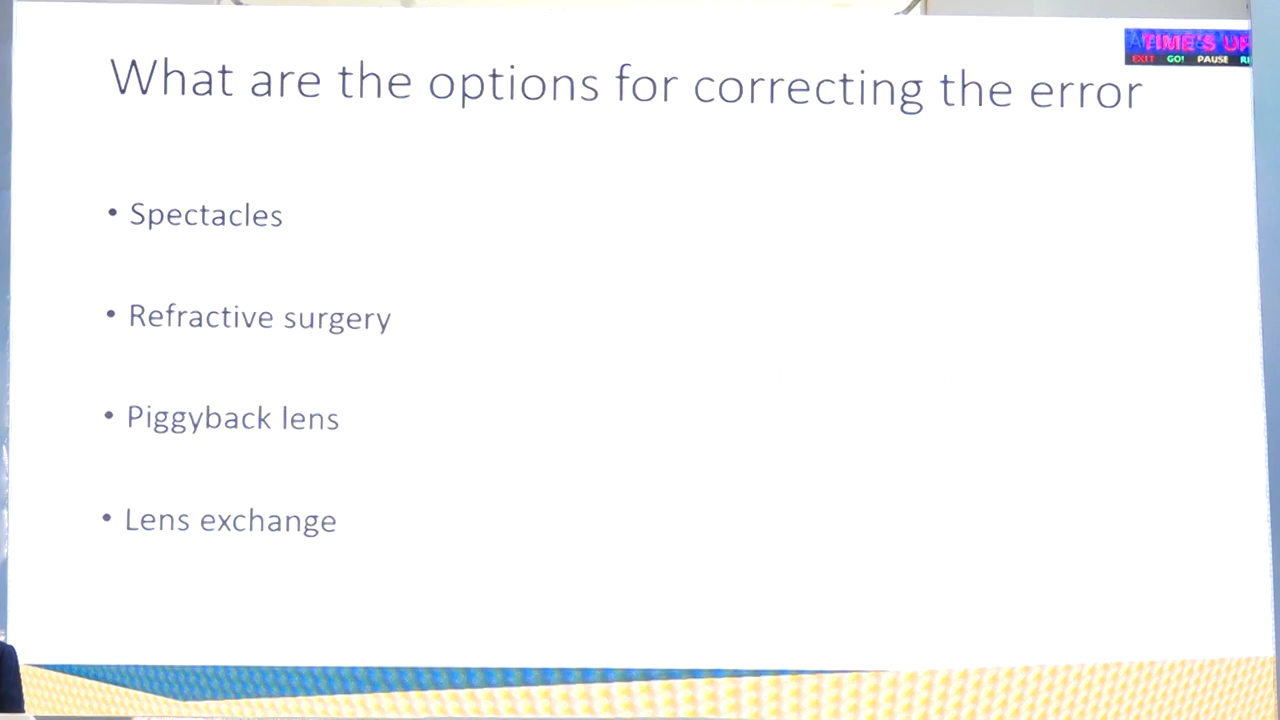 What are the options for correcting the error
TIME'S UP
EXIT GO! PAUSE
• Spectacles
• Refractive surgery
• Piggyback lens
• Lens exchange